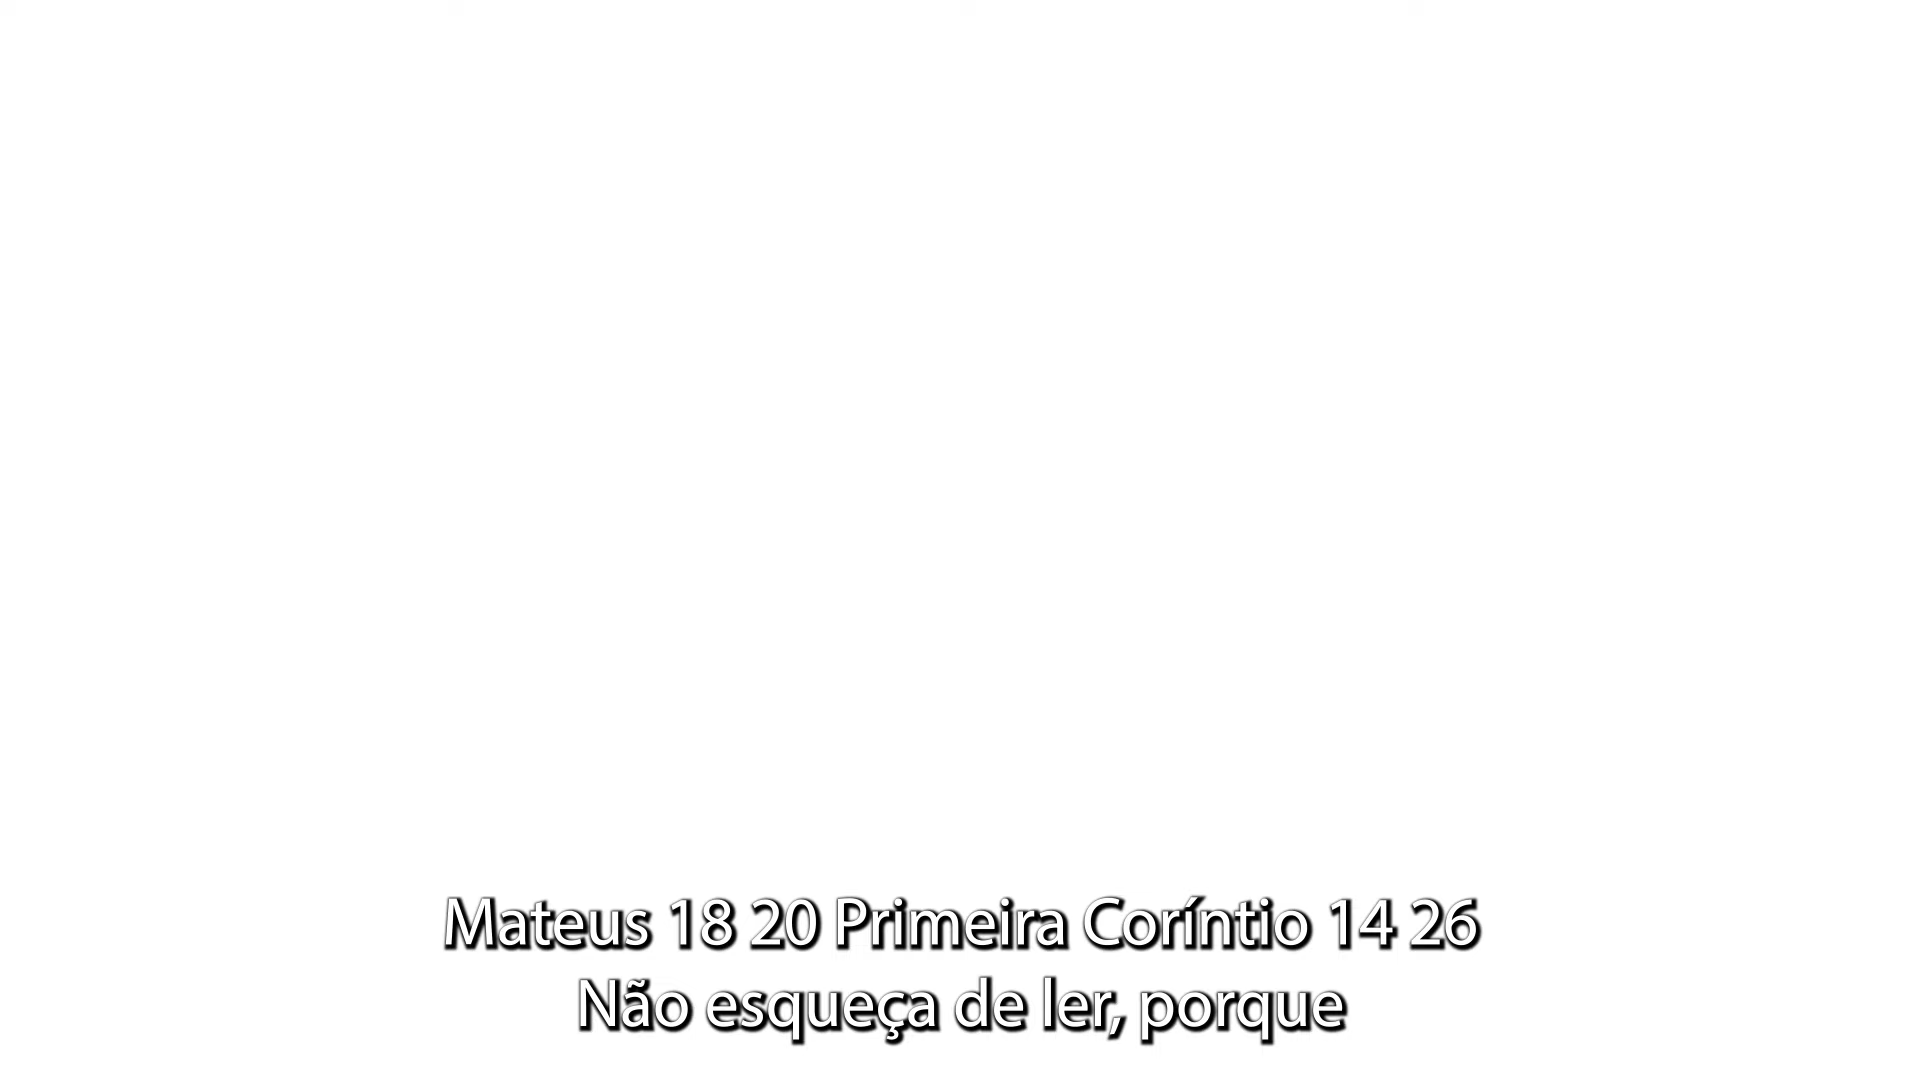 Mateus 18 20 Primeira Coríntio 14 26
Não esqueça de ler, porque